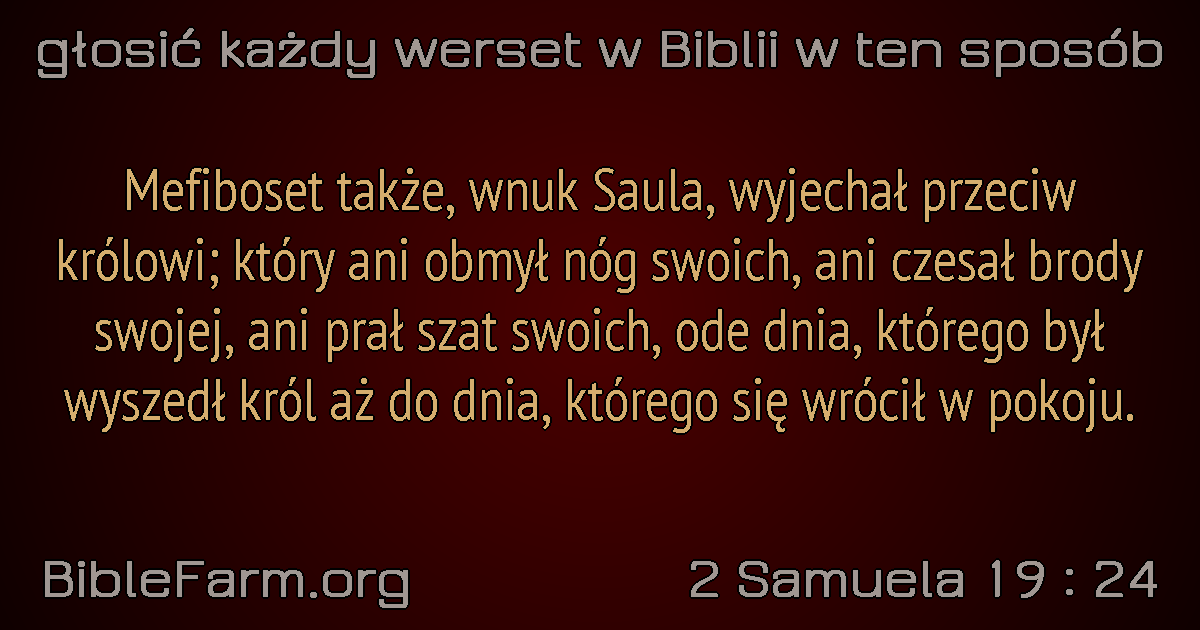 głosić każdy werset w Biblii w ten sposób
Mefiboset także, wnuk Saula, wyjechał przeciw
królowi; który ani obmył nóg swoich, ani czesał brody
swojej, ani prał szat swoich, ode dnia, którego był
wyszedł król aż do dnia, którego się wrócił w pokoju.
BibleFarm.org
2 Samuela 19 : 24